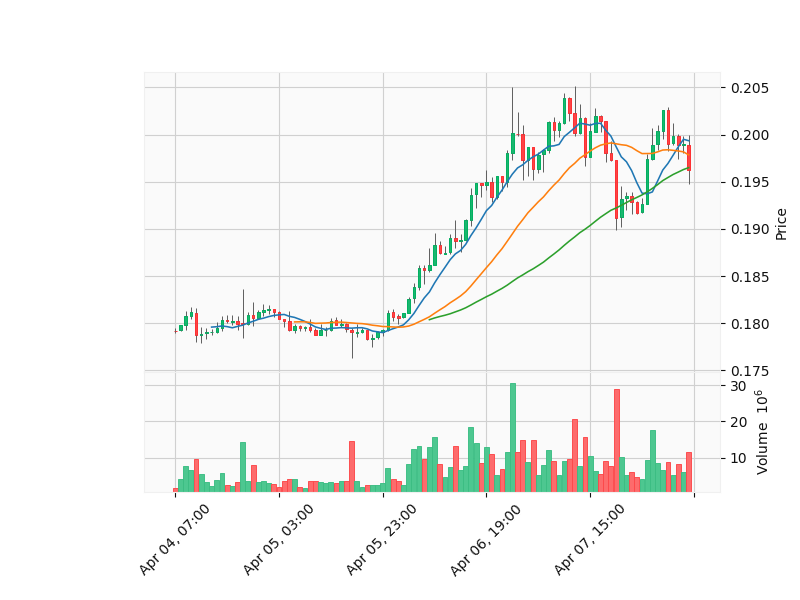 0.205
0.200
0.195
0.190
0.185
0.180
0.175
Price
30
20
10
Volume 10⁶
Apr 04, 07:00
Apr 05, 03:00
Apr 05, 23:00
Apr 06, 19:00
Apr 07, 15:00